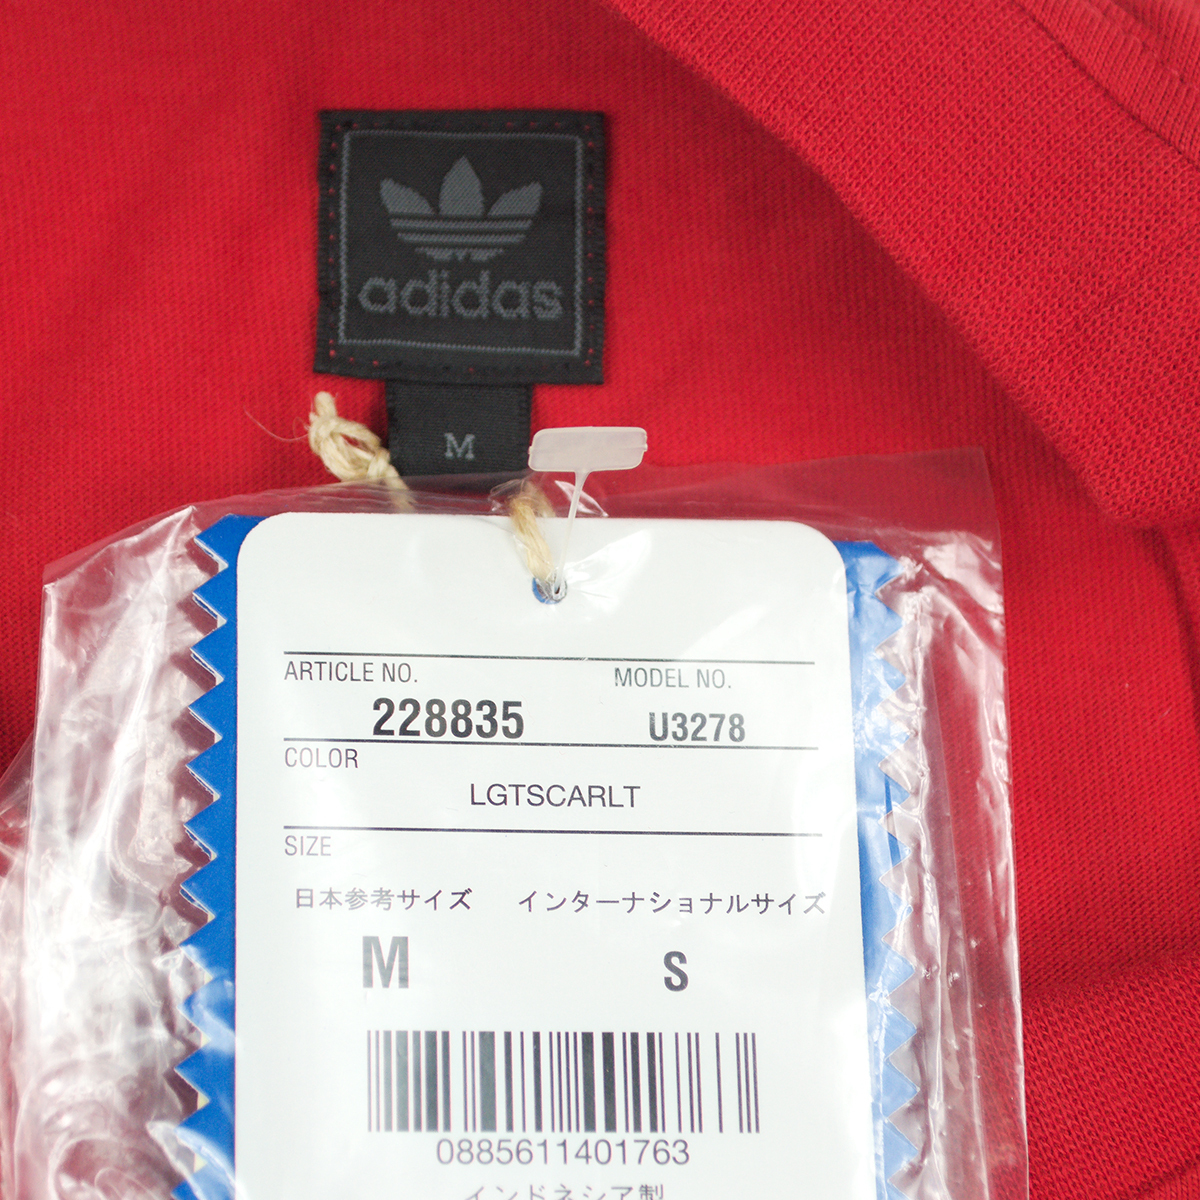 adidas
M
ARTICLE NO. MODEL NO.
228835 U3278
COLOR
LGTSCARLT
SIZE
日本参考サイズ インターナショナルサイズ
M S
0885611401763
インドネシア製